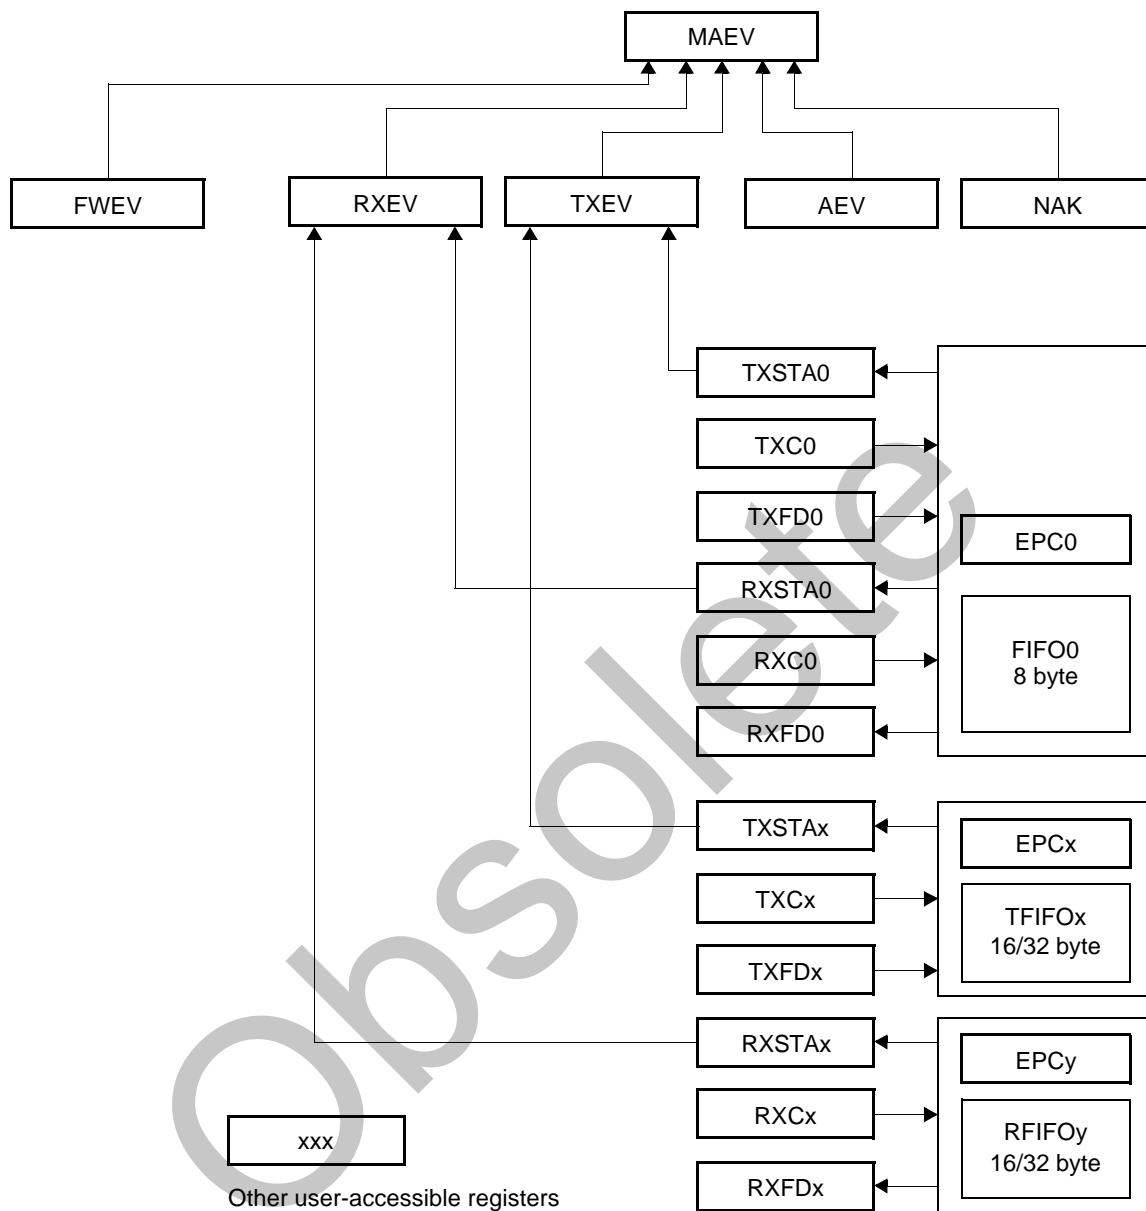 MAEV
FWEV
RXEV
TXEV
AEV
NAK
TXSTA0
TXC0
TXFD0
EPC0
RXSTA0
FIFO0
8 byte
RXC0
RXFD0
TXSTAx
EPCx
TXCx
TFIFOx
16/32 byte
TXFDx
RXSTAx
EPCy
RXCx
RFIFOy
16/32 byte
RXFDx
xxx
Other user-accessible registers
Obsolete